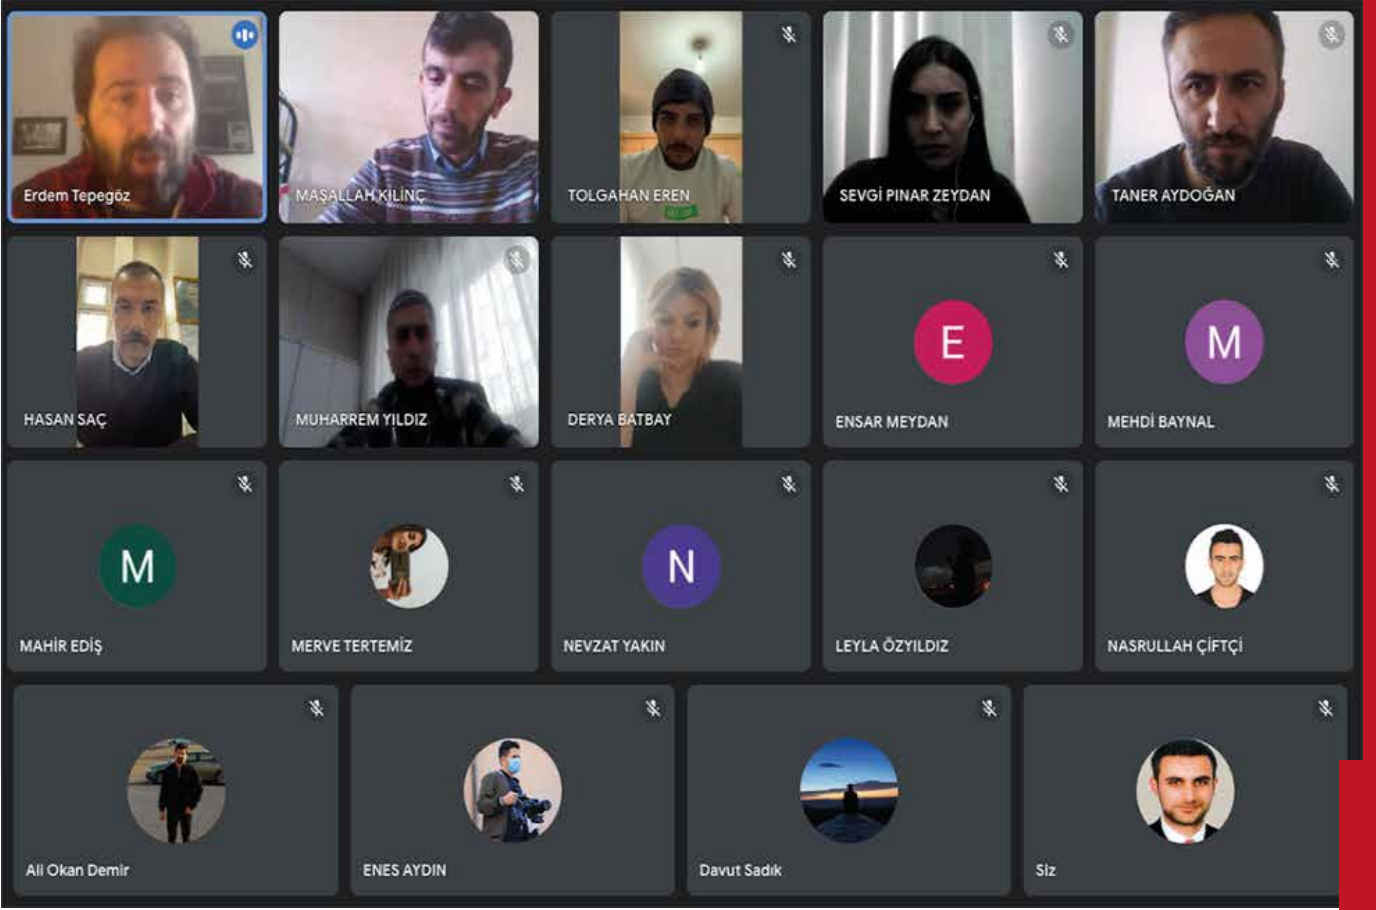 Erdem Tepegöz
MAŞALLAH KILINÇ
TOLGAHAN EREN
SEVGİ PINAR ZEYDAN
TANER AYDOĞAN
HASAN SAÇ
MUHARREM YILDIZ
DERYA BATBAY
E
ENSAR MEYDAN
M
MEHDİ BAYNAL
M
MAHİR EDİŞ
MERVE TERTEMİZ
N
NEVZAT YAKIN
LEYLA ÖZYILDIZ
NASRULLAH ÇİFTÇİ
Ali Okan Demir
ENES AYDIN
Davut Sadık
Siz